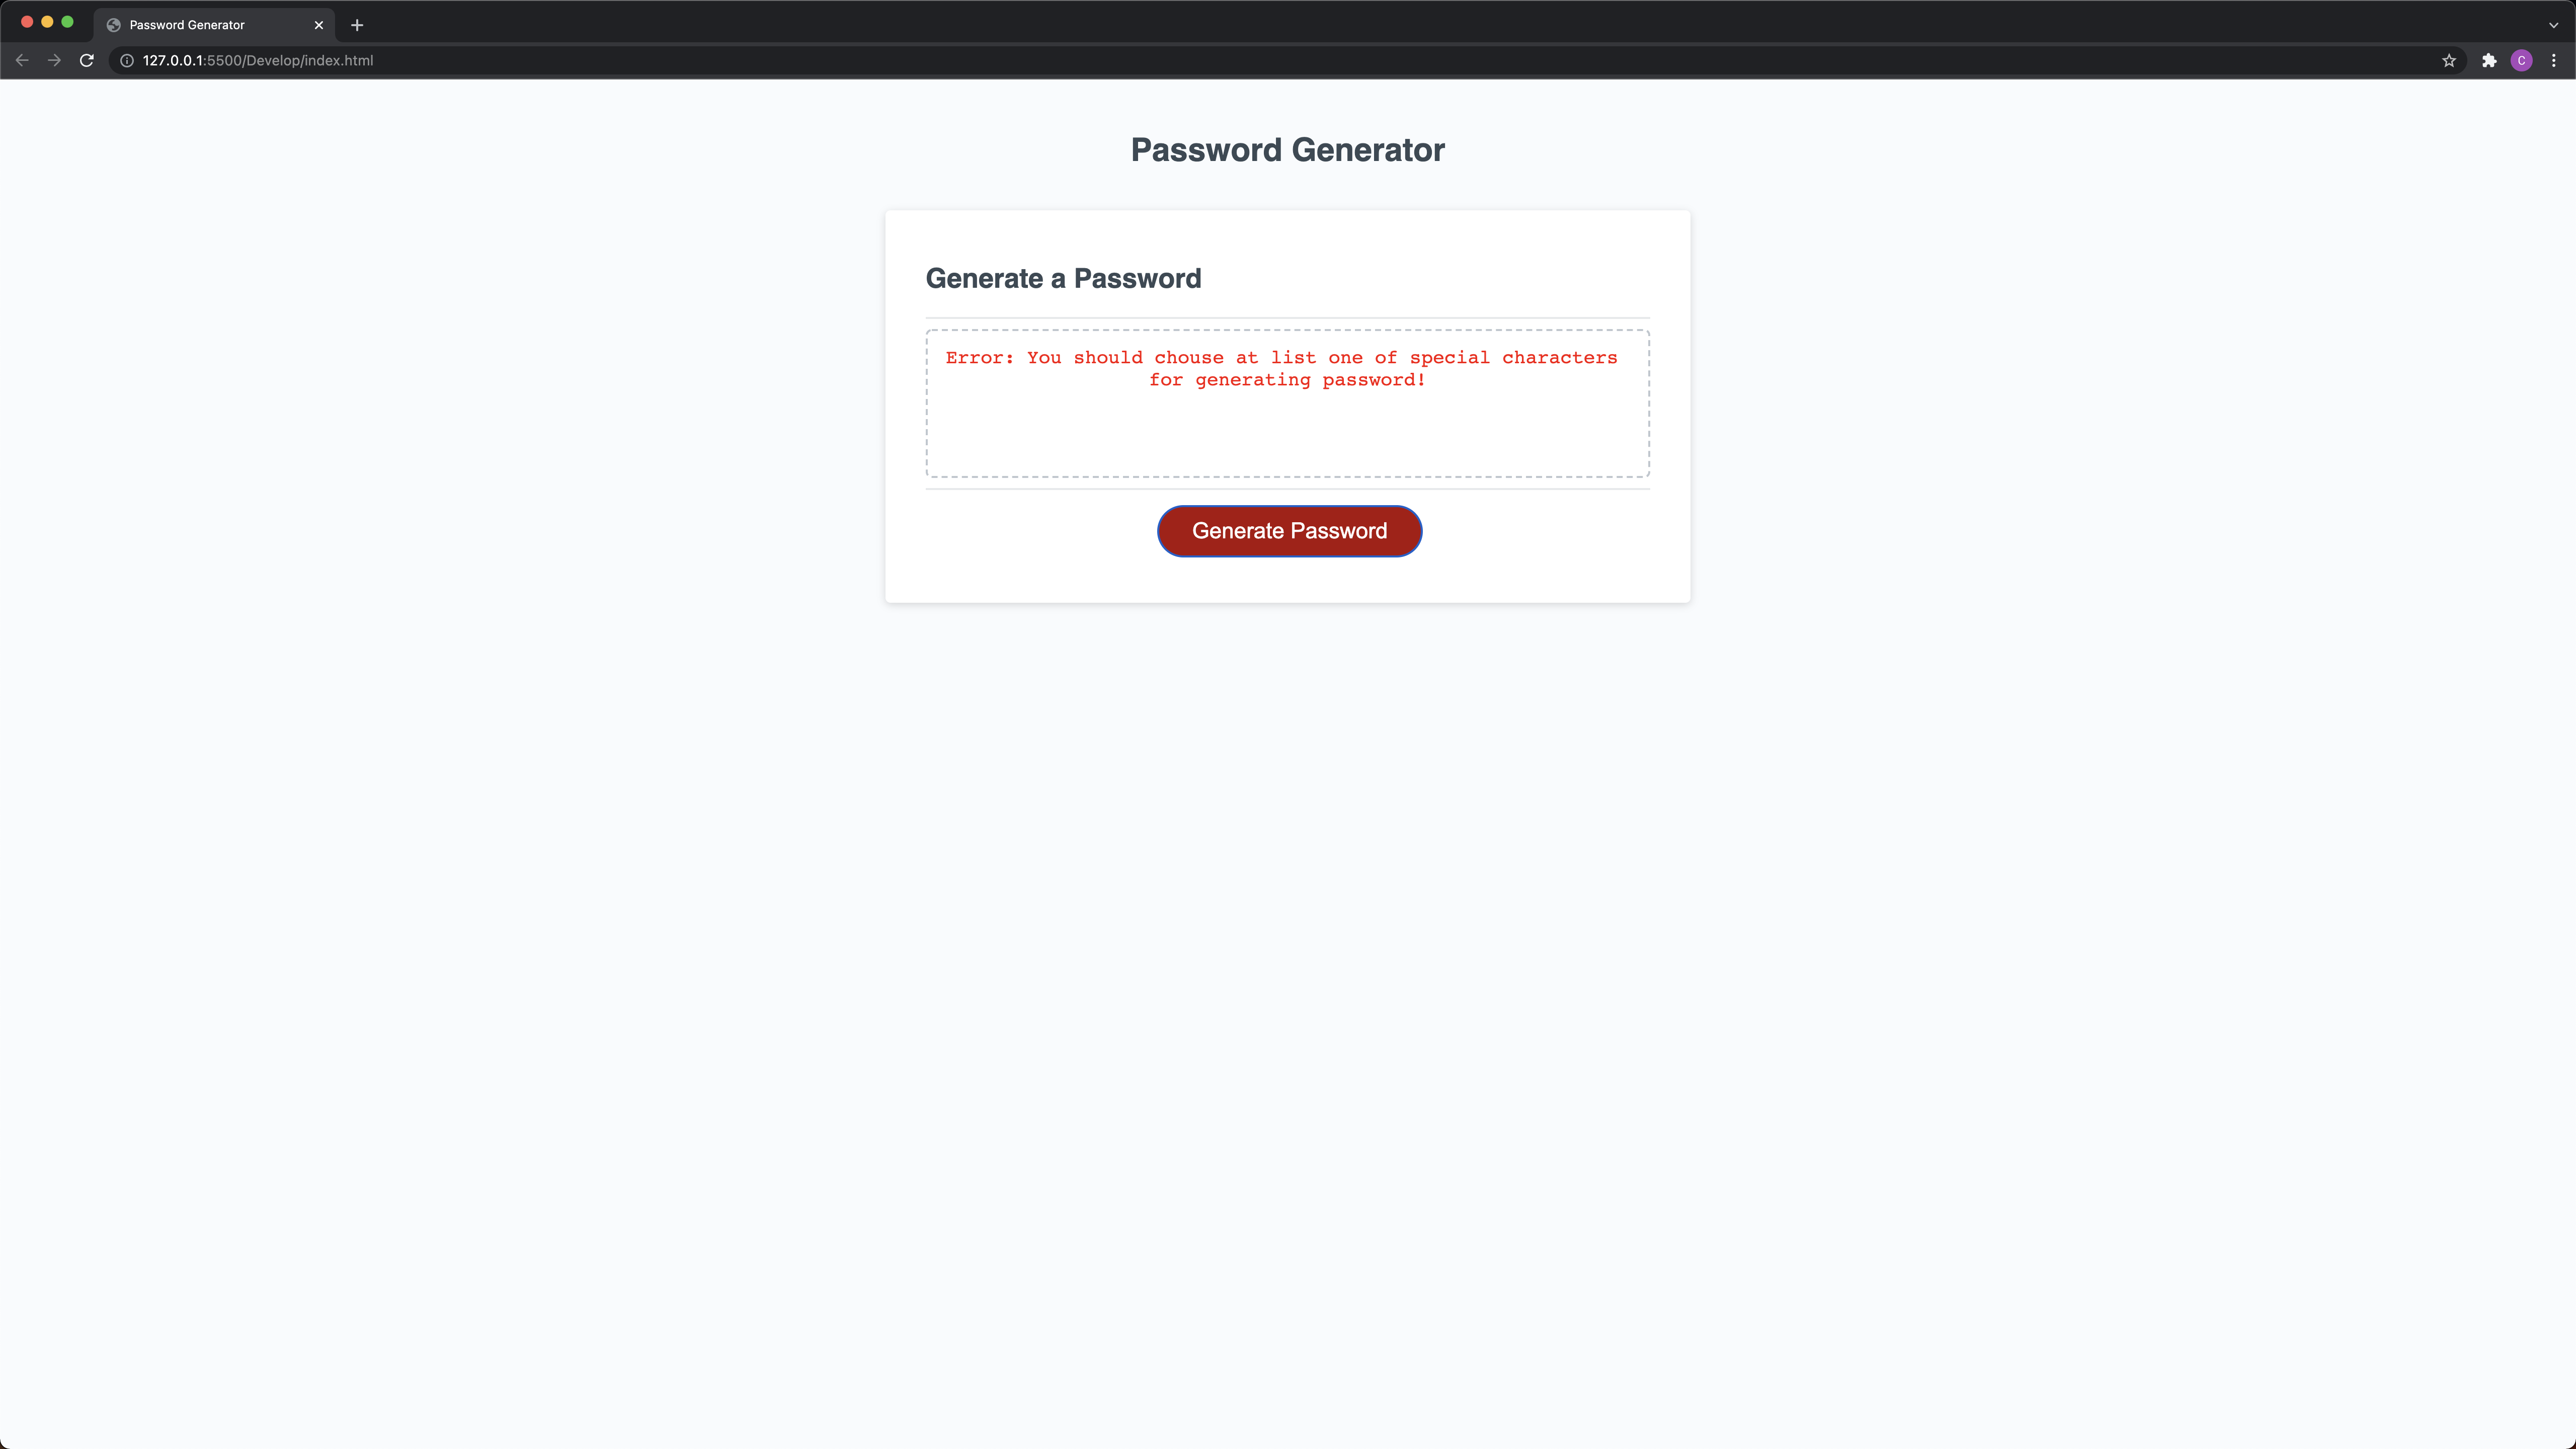 Password Generator
127.0.0.1:5500/Develop/index.html
C
Password Generator
Generate a Password
Error: You should chouse at list one of special characters
for generating password!
Generate Password